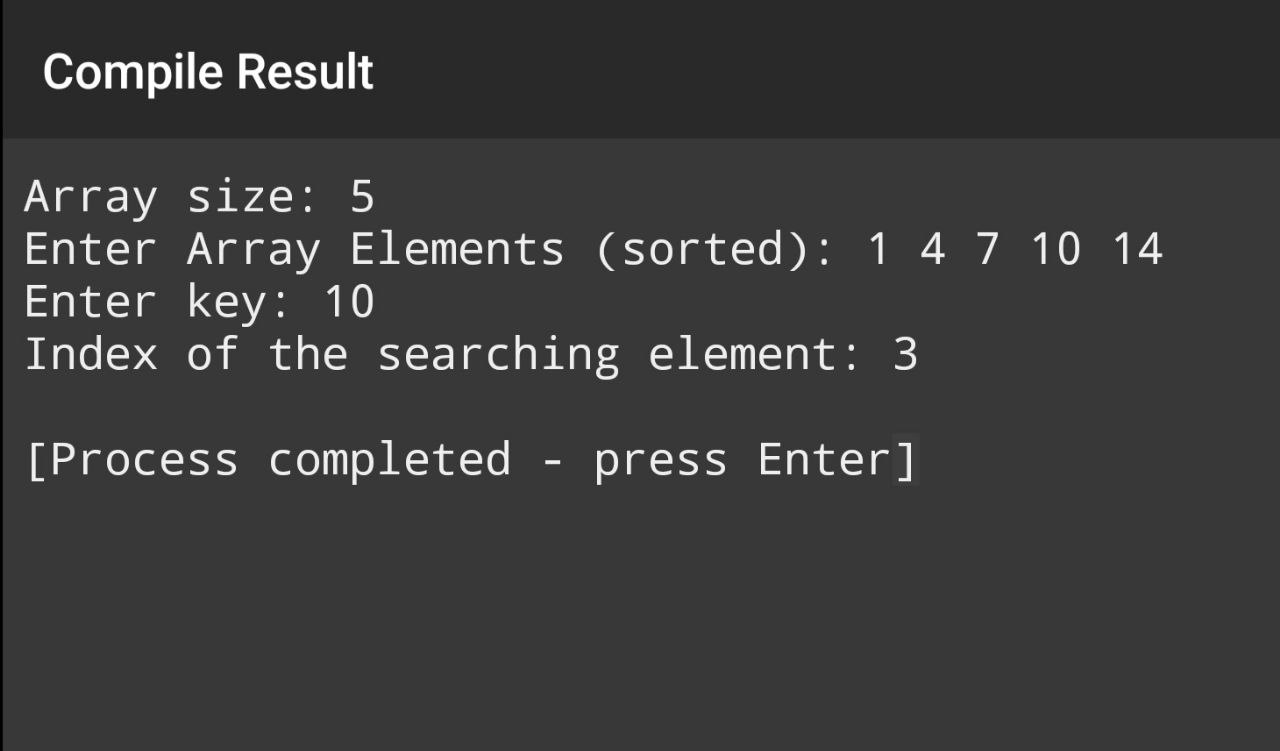 Compile Result
Array size: 5
Enter Array Elements (sorted): 1 4 7 10 14
Enter key: 10
Index of the searching element: 3
[Process completed - press Enter]